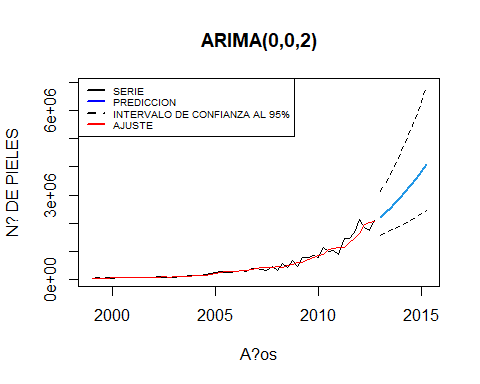 ARIMA(0,0,2)
SERIE
PREDICCION
INTERVALO DE CONFIANZA AL 95%
AJUSTE
N? DE PIELES
6e+06
3e+06
0e+00
2000 2005 2010 2015
A?os